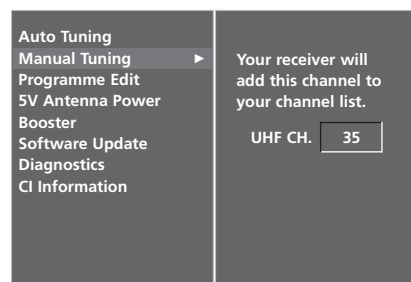 Auto Tuning
Manual Tuning ►
Programme Edit
5V Antenna Power
Booster
Software Update
Diagnostics
CI Information
Your receiver will
add this channel to
your channel list.
UHF CH. 35